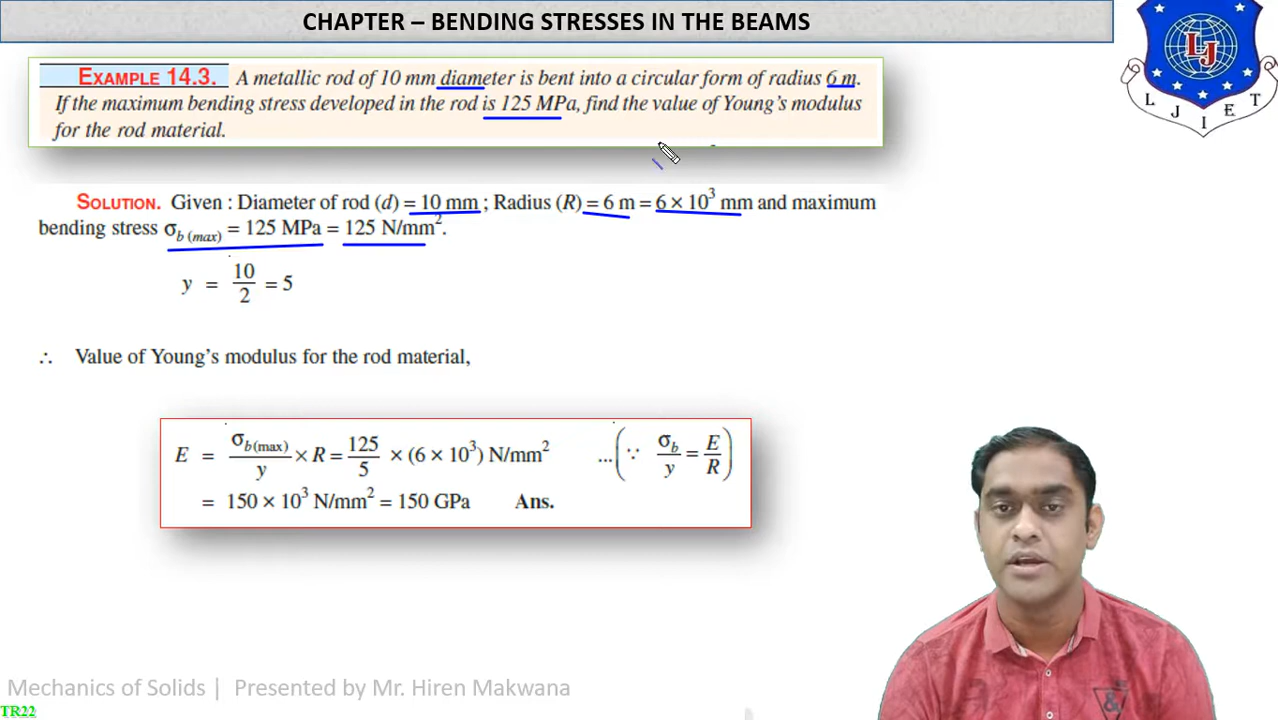 CHAPTER – BENDING STRESSES IN THE BEAMS
EXAMPLE 14.3. A metallic rod of 10 mm diameter is bent into a circular form of radius 6 m.
If the maximum bending stress developed in the rod is 125 MPa, find the value of Young's modulus
for the rod material.
LJ
L J I E T
SOLUTION. Given : Diameter of rod (d) = 10 mm ; Radius (R) = 6 m = 6 × 10³ mm and maximum
bending stress σb (max) = 125 MPa = 125 N/mm².
y = 10/2 = 5
∴ Value of Young's modulus for the rod material,
E = σb(max)/y × R = 125/5 × (6 × 10³) N/mm² ...(∵ σb/y = E/R)
= 150 × 10³ N/mm² = 150 GPa Ans.
&
Mechanics of Solids | Presented by Mr. Hiren Makwana
TR22